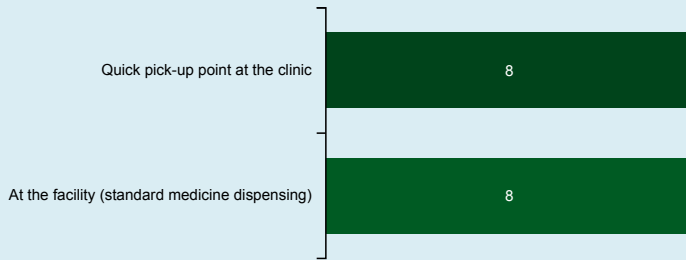 Quick pick-up point at the clinic
8
At the facility (standard medicine dispensing)
8